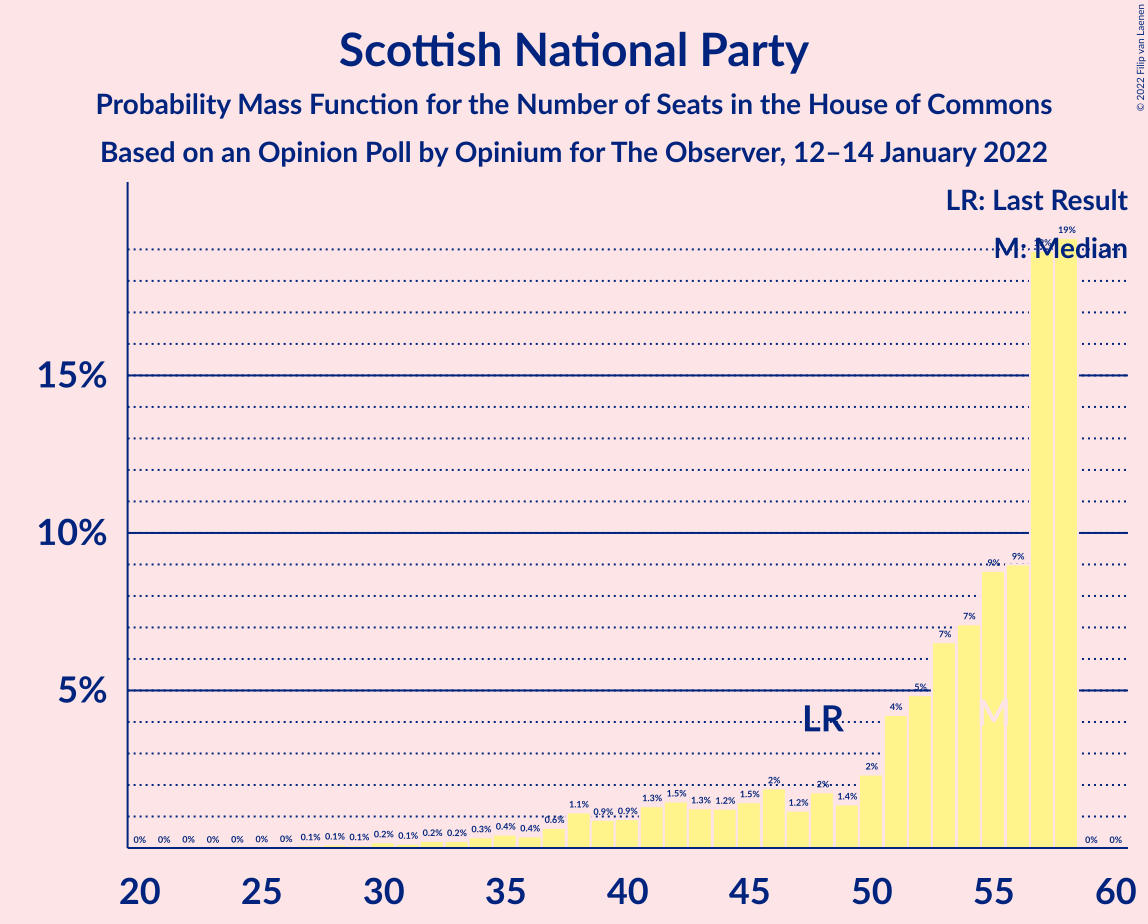 Scottish National Party
Probability Mass Function for the Number of Seats in the House of Commons
Based on an Opinion Poll by Opinium for The Observer, 12–14 January 2022
© 2022 Filip van Laenen
LR: Last Result
M: Median
15%
10%
5%
0% 0% 0% 0% 0% 0% 0% 0.1% 0.1% 0.1% 0.2% 0.1% 0.2% 0.2% 0.3% 0.4% 0.4% 0.6% 1.1% 0.9% 0.9% 1.3% 1.5% 1.3% 1.2% 1.5% 2% 1.2% 2% 1.4% 2% 4% 5% 7% 7% 9% 9% 19% 0% 0%
LR
M
20 25 30 35 40 45 50 55 60